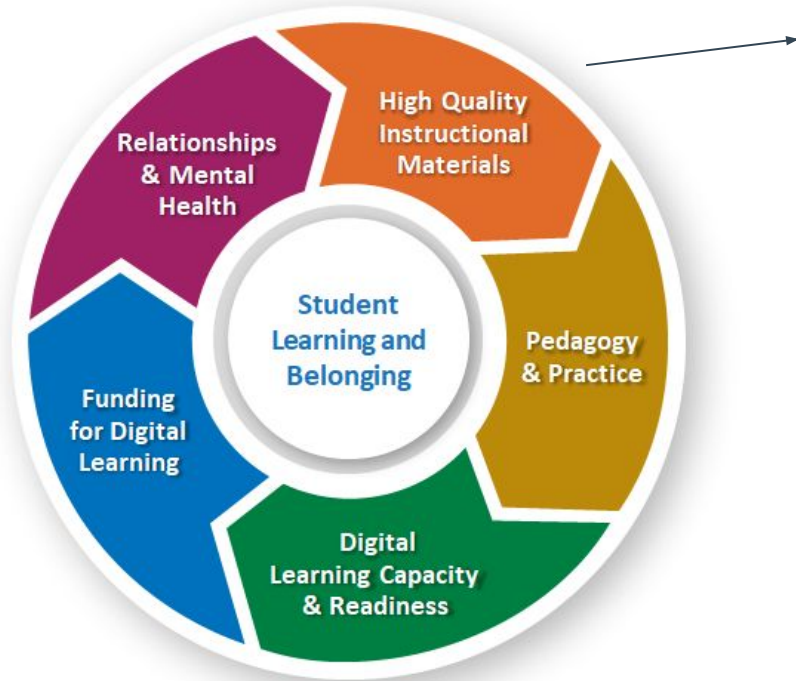 High Quality
Instructional
Materials
Relationships
& Mental
Health
Student
Learning and
Belonging
Pedagogy
& Practice
Funding
for Digital
Learning
Digital
Learning Capacity
& Readiness